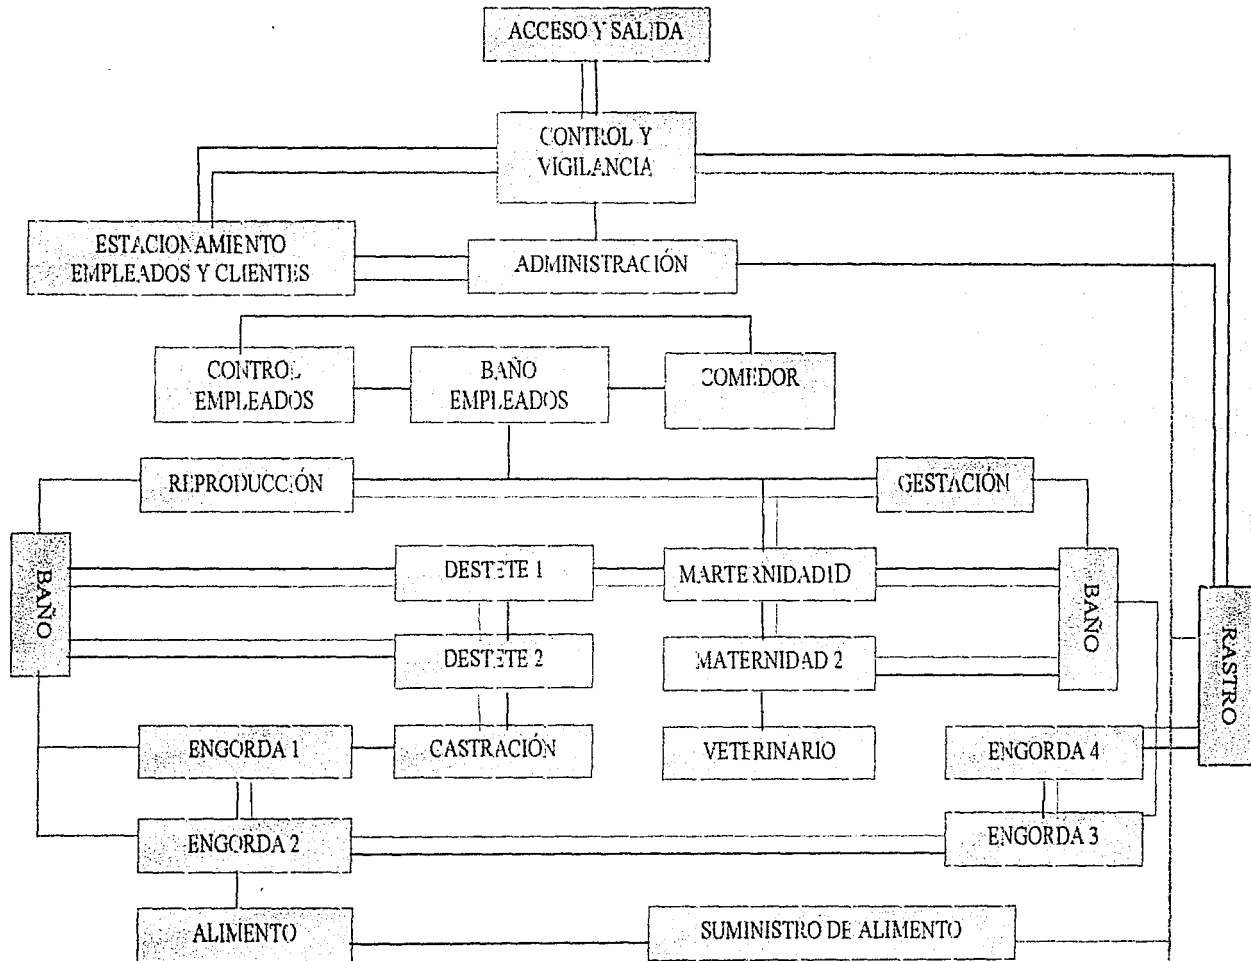 ACCESO Y SALIDA
CONTROL Y
VIGILANCIA
ESTACIONAMIENTO
EMPLEADOS Y CLIENTES
ADMINISTRACIÓN
CONTROL
EMPLEADOS
BAÑO
EMPLEADOS
COMEDOR
REPRODUCCIÓN
GESTACIÓN
BAÑO
DESTETE 1
MARTERNIDAD1D
BAÑO
RASTRO
DESTETE 2
MATERNIDAD 2
ENGORDA 1
CASTRACIÓN
VETERINARIO
ENGORDA 4
ENGORDA 2
ENGORDA 3
ALIMENTO
SUMINISTRO DE ALIMENTO